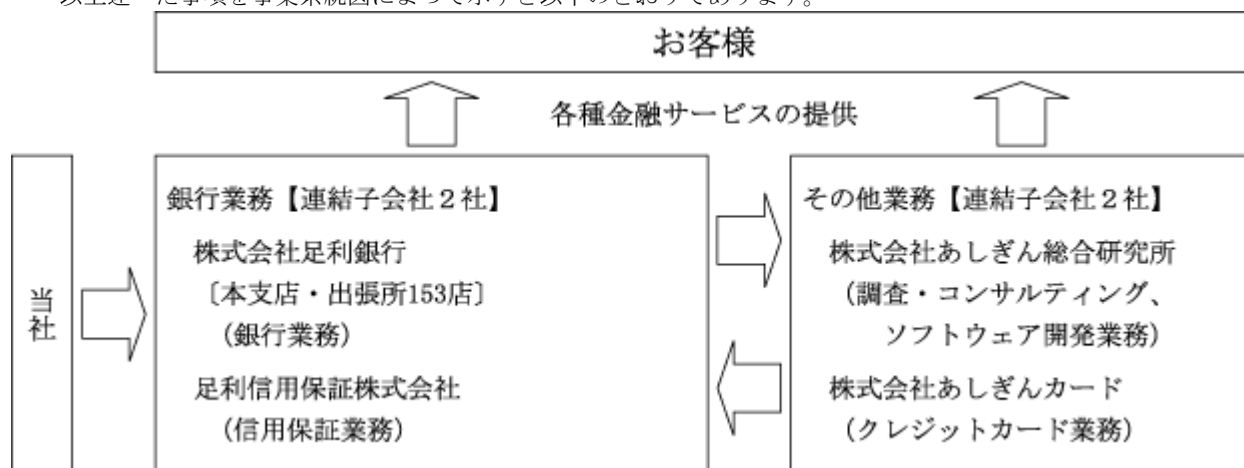 お客様
各種金融サービスの提供
当社
銀行業務【連結子会社２社】
株式会社足利銀行
〔本支店・出張所153店〕
（銀行業務）
足利信用保証株式会社
（信用保証業務）
その他業務【連結子会社２社】
株式会社あしぎん総合研究所
（調査・コンサルティング、
ソフトウェア開発業務）
株式会社あしぎんカード
（クレジットカード業務）